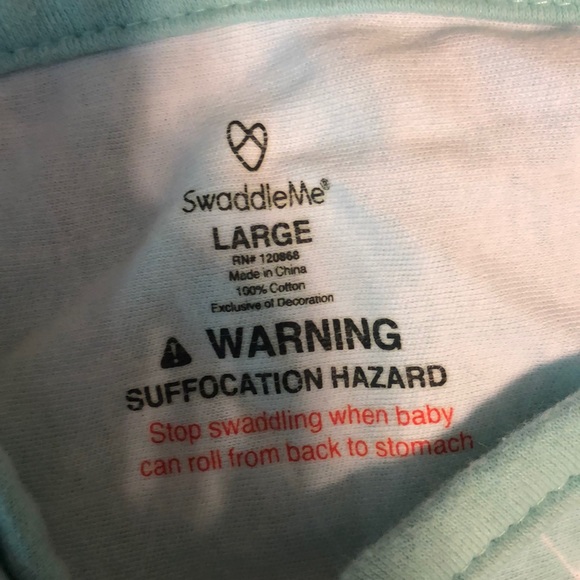 SwaddleMe®
LARGE
RN# 120868
Made in China
100% Cotton
Exclusive of Decoration
WARNING
SUFFOCATION HAZARD
Stop swaddling when baby
can roll from back to stomach